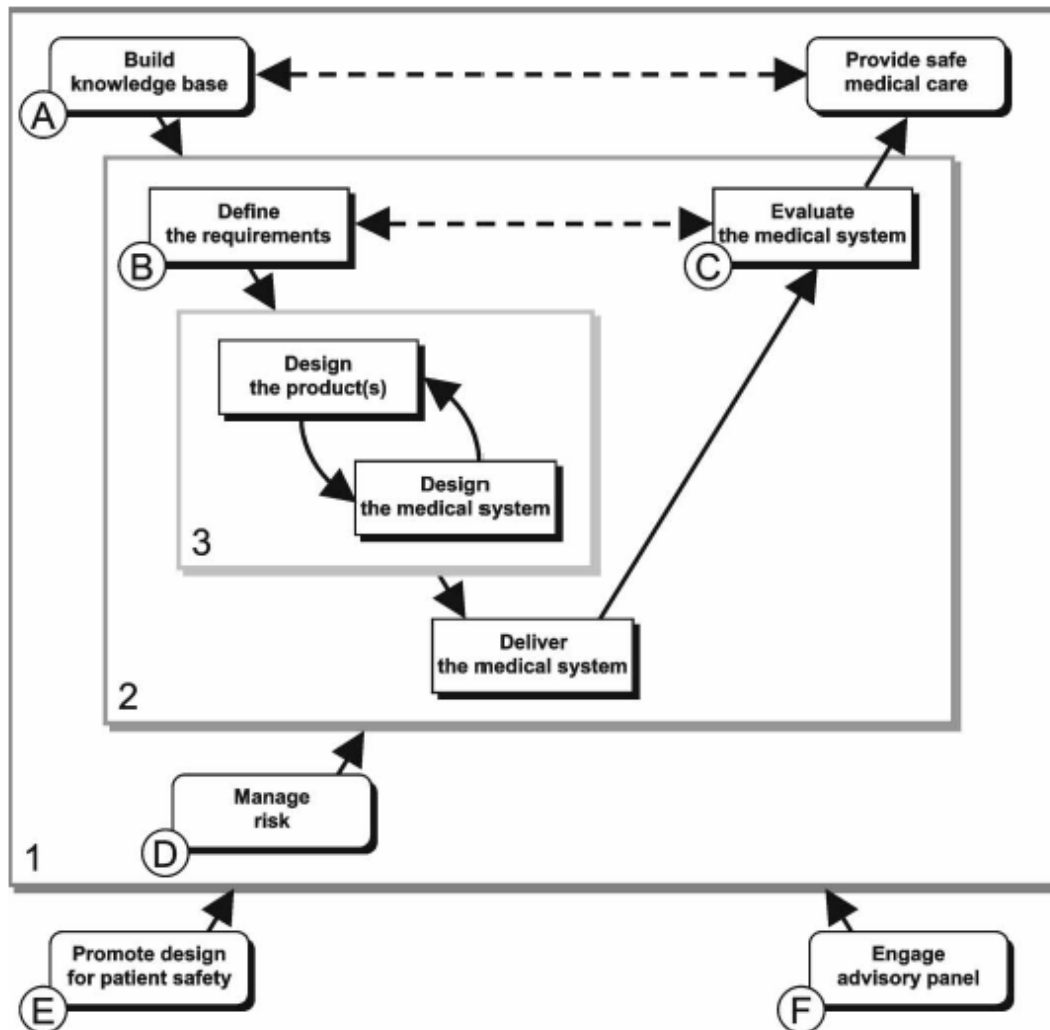 Build
knowledge base
A
Provide safe
medical care
Define
the requirements
B
Evaluate
the medical system
C
Design
the product(s)
Design
the medical system
3
Deliver
the medical system
2
Manage
risk
D
1
Promote design
for patient safety
E
Engage
advisory panel
F